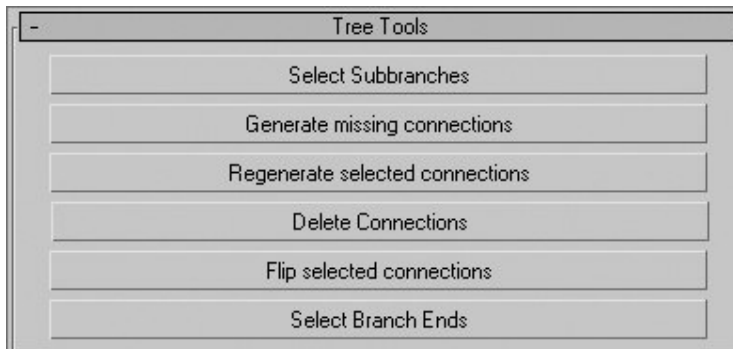 - Tree Tools
Select Subbranches
Generate missing connections
Regenerate selected connections
Delete Connections
Flip selected connections
Select Branch Ends